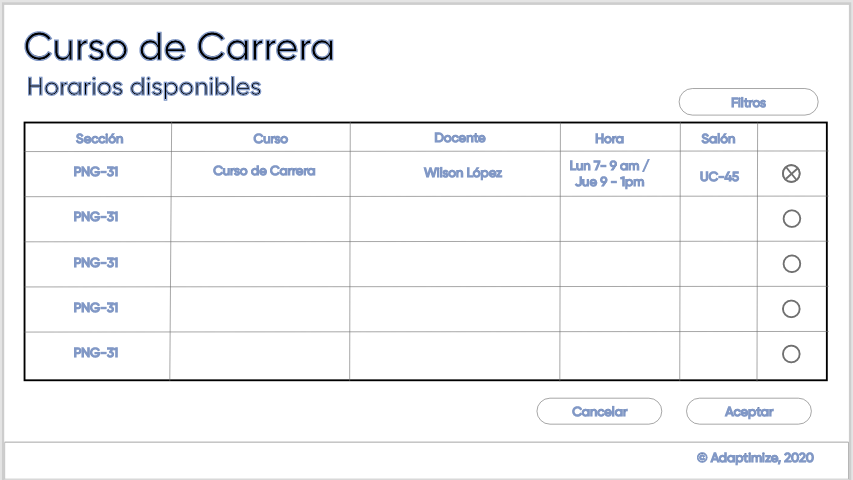 Curso de Carrera
Horarios disponibles
Filtros
Sección Curso Docente Hora Salón
PNG-31 Curso de Carrera Wilson López Lun 7- 9 am / Jue 9 - 1pm UC-45
PNG-31
PNG-31
PNG-31
PNG-31
Cancelar Aceptar
© Adaptimize, 2020